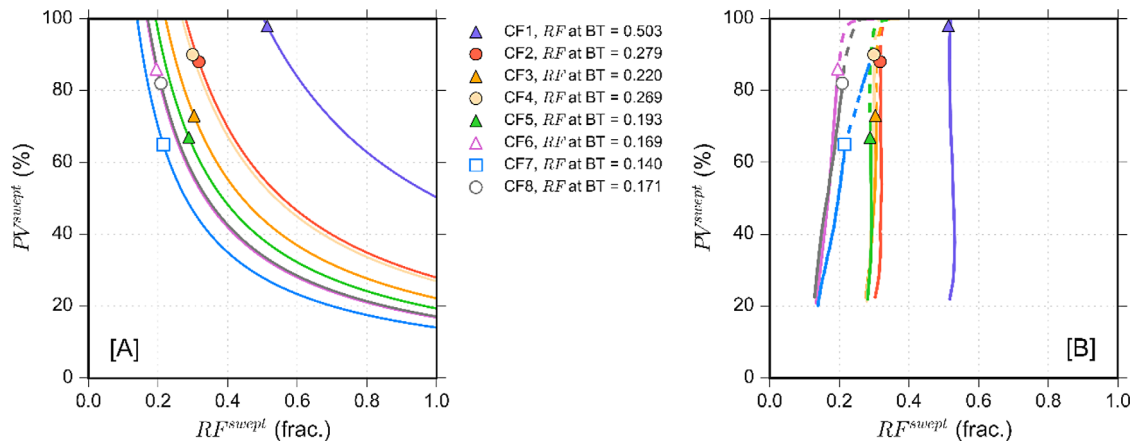 100
80
60
40
20
0
PV^swept (%)
[A]
0.0 0.2 0.4 0.6 0.8 1.0
RF^swept (frac.)
CF1, RF at BT = 0.503
CF2, RF at BT = 0.279
CF3, RF at BT = 0.220
CF4, RF at BT = 0.269
CF5, RF at BT = 0.193
CF6, RF at BT = 0.169
CF7, RF at BT = 0.140
CF8, RF at BT = 0.171
100
80
60
40
20
0
PV^swept (%)
[B]
0.0 0.2 0.4 0.6 0.8 1.0
RF^swept (frac.)